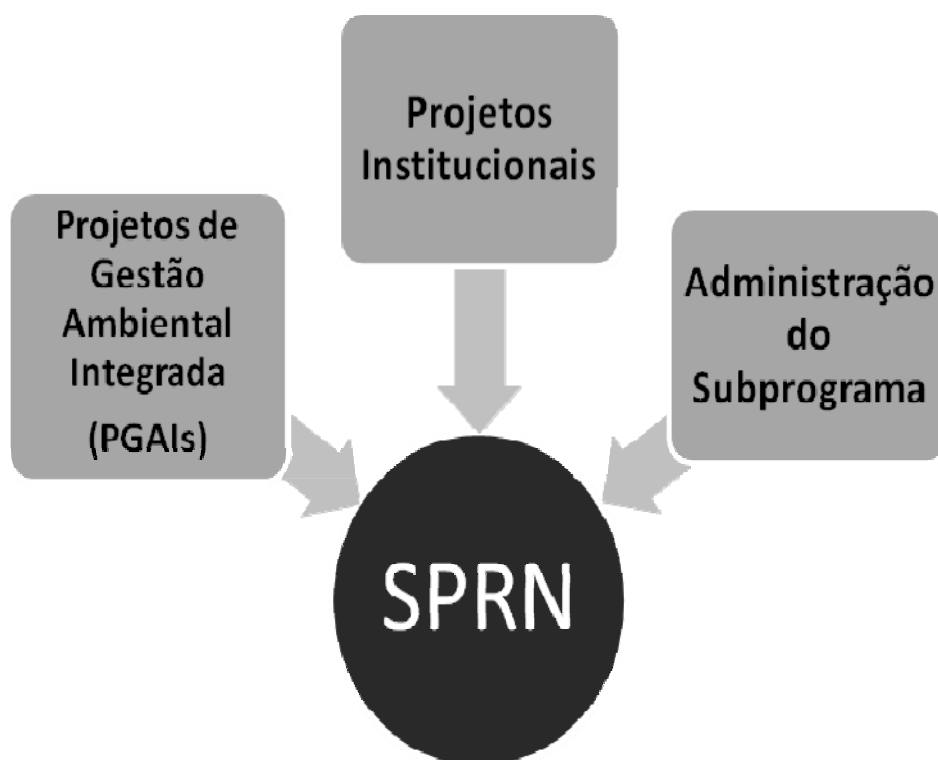 Projetos
Institucionais
Projetos de
Gestão
Ambiental
Integrada
(PGAIs)
Administração
do
Subprograma
SPRN